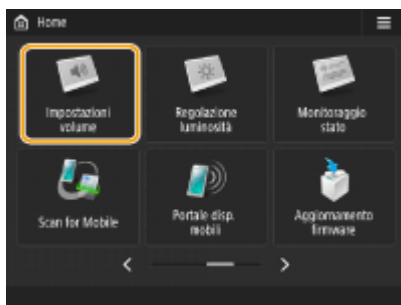 Home
Impostazioni
volume
Regolazione
luminosità
Monitoraggio
stato
Scan for Mobile
Portale disp.
mobili
Aggiornamento
firmware